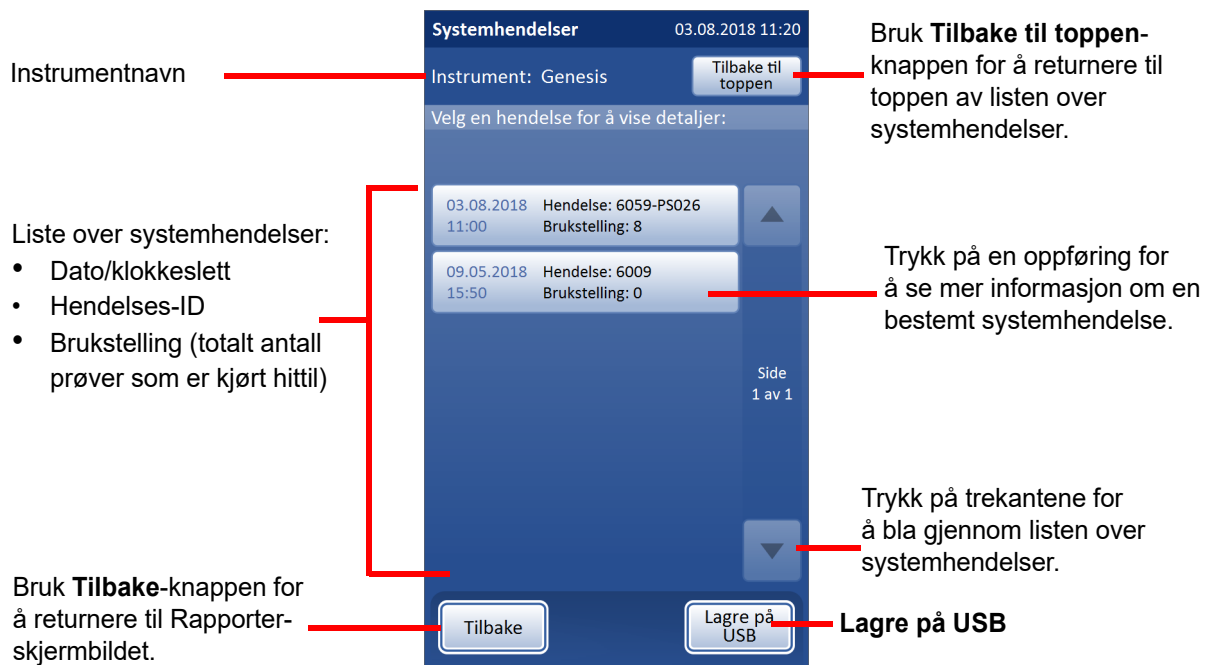 Systemhendelser 03.08.2018 11:20
Instrumentnavn
Instrument: Genesis
Tilbake til
toppen
Bruk Tilbake til toppen-
knappen for å returnere til
toppen av listen over
systemhendelser.
Velg en hendelse for å vise detaljer:
Liste over systemhendelser:
• Dato/klokkeslett
• Hendelses-ID
• Brukstelling (totalt antall
prøver som er kjørt hittil)
03.08.2018 Hendelse: 6059-PS026
11:00 Brukstelling: 8
09.05.2018 Hendelse: 6009
15:50 Brukstelling: 0
Trykk på en oppføring for
å se mer informasjon om en
bestemt systemhendelse.
Side
1 av 1
Trykk på trekantene for
å bla gjennom listen over
systemhendelser.
Bruk Tilbake-knappen for
å returnere til Rapporter-
skjermbildet.
Tilbake
Lagre på
USB
Lagre på USB